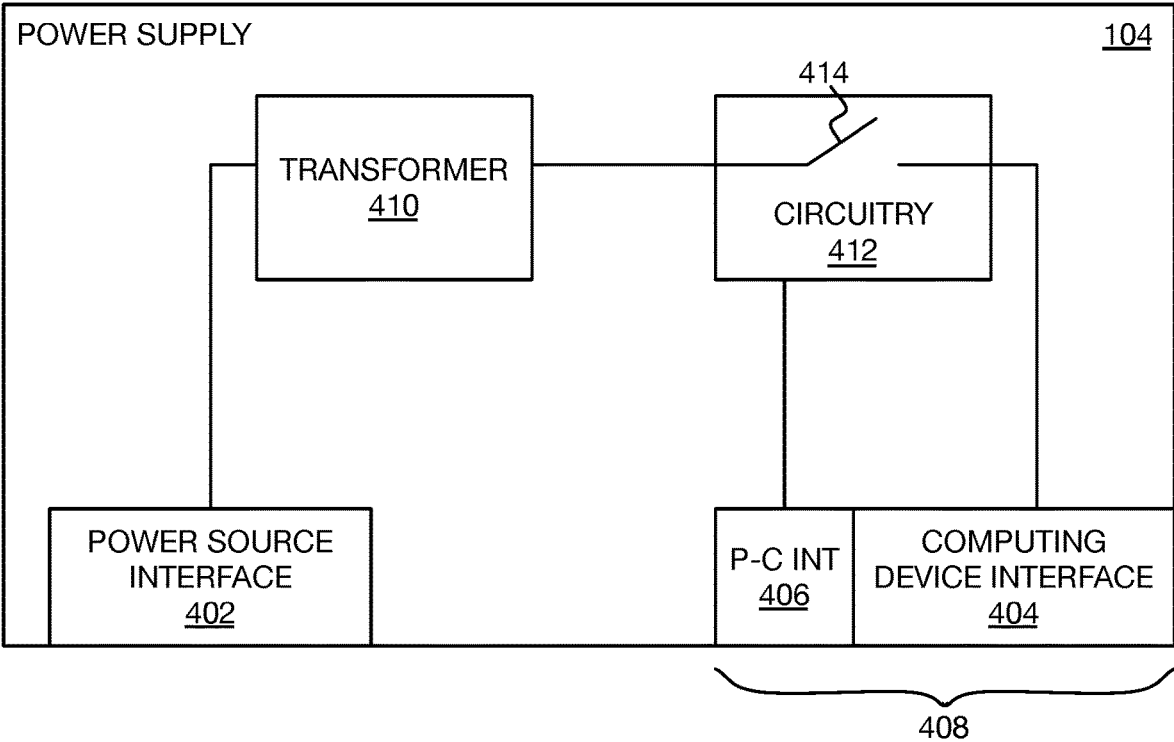 POWER SUPPLY
104
414
TRANSFORMER
410
CIRCUITRY
412
POWER SOURCE
INTERFACE
402
P-C INT
406
COMPUTING
DEVICE INTERFACE
404
408